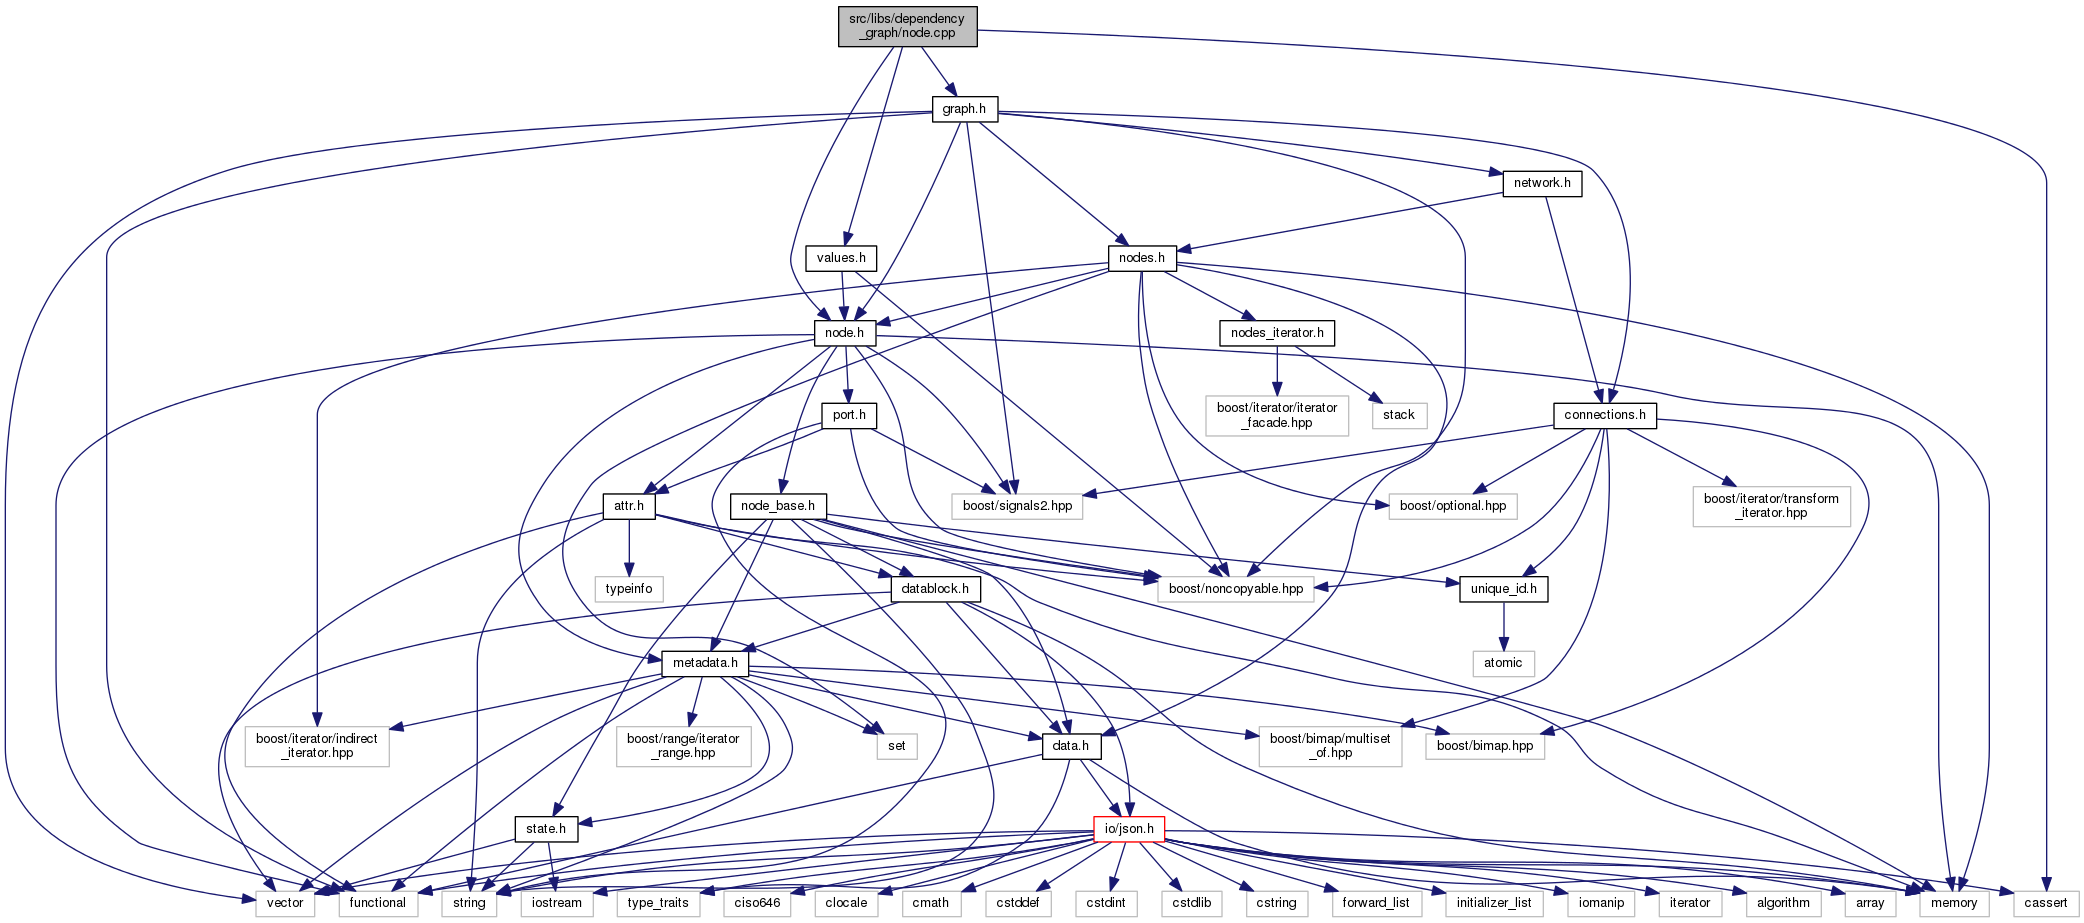 src/libs/dependency
_graph/node.cpp
graph.h
network.h
values.h
nodes.h
node.h
nodes_iterator.h
boost/iterator/iterator
_facade.hpp
stack
port.h
connections.h
attr.h
node_base.h
boost/signals2.hpp
boost/optional.hpp
boost/iterator/transform
_iterator.hpp
typeinfo
datablock.h
boost/noncopyable.hpp
unique_id.h
atomic
metadata.h
boost/iterator/indirect
_iterator.hpp
boost/range/iterator
_range.hpp
set
data.h
boost/bimap/multiset
_of.hpp
boost/bimap.hpp
state.h
io/json.h
vector
functional
string
iostream
type_traits
ciso646
clocale
cmath
cstddef
cstdint
cstdlib
cstring
forward_list
initializer_list
iomanip
iterator
algorithm
array
memory
cassert